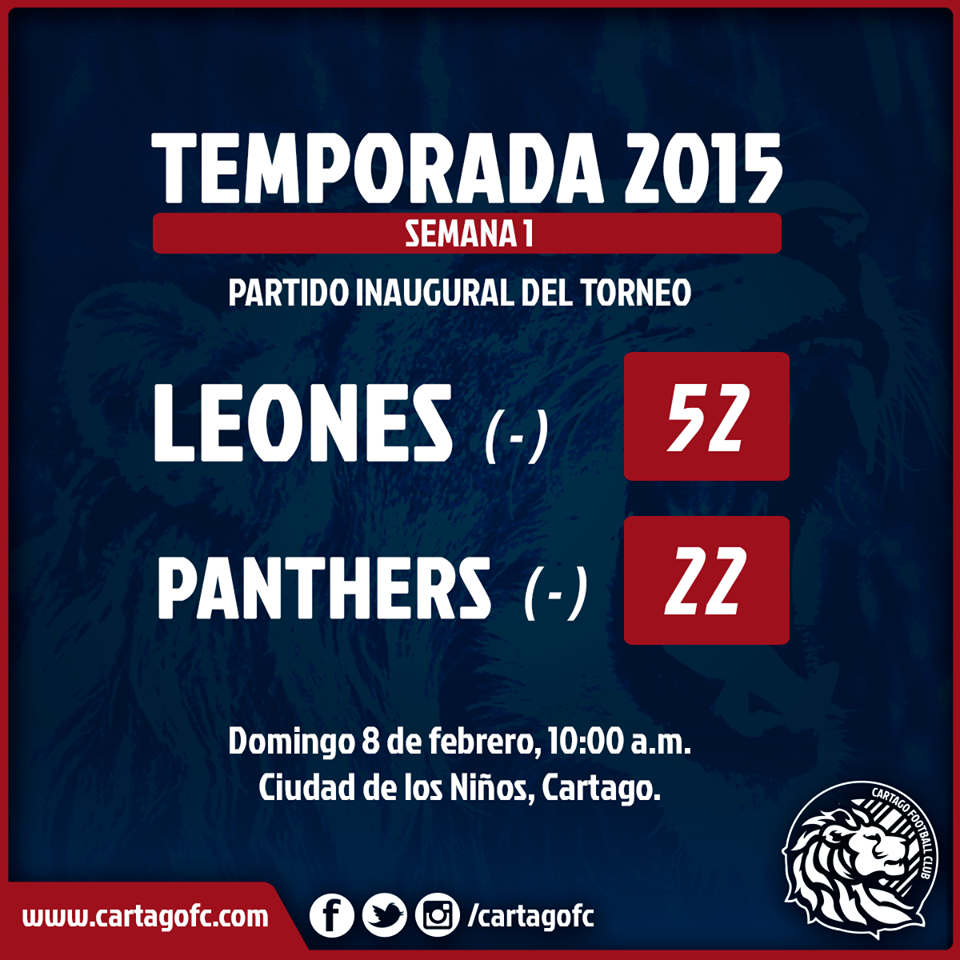 TEMPORADA 2015
SEMANA 1
PARTIDO INAUGURAL DEL TORNEO
LEONES (-) 52
PANTHERS (-) 22
Domingo 8 de febrero, 10:00 a.m.
Ciudad de los Niños, Cartago.
CARTAGO FOOTBALL CLUB
www.cartagofc.com /cartagofc